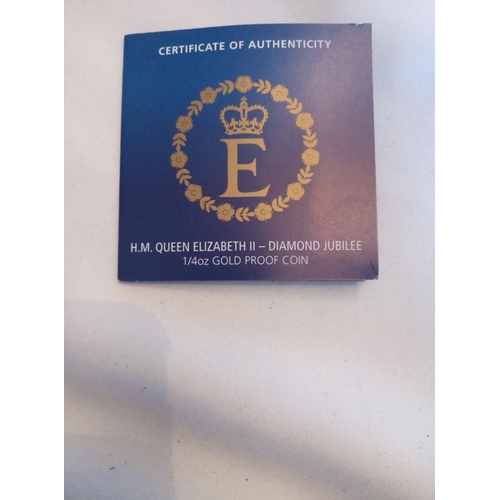 CERTIFICATE OF AUTHENTICITY
E
H.M. QUEEN ELIZABETH II – DIAMOND JUBILEE
1/4oz GOLD PROOF COIN